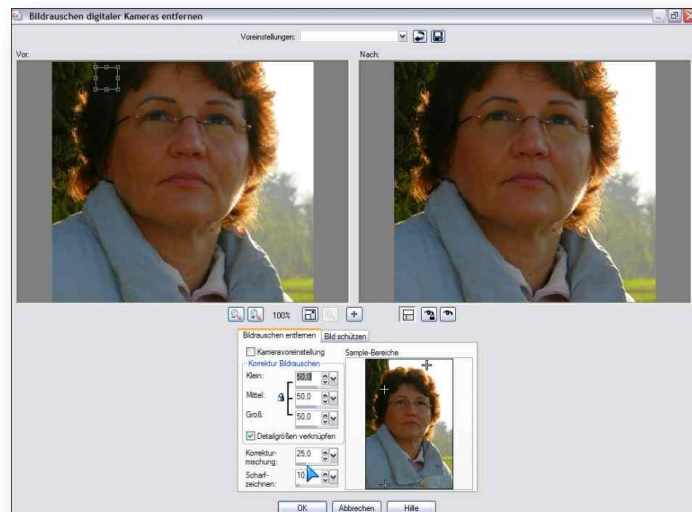 Bildrauschen digitaler Kameras entfernen
Voreinstellungen:
Vor:
Nach:
100%
Bildrauschen entfernen
Bild schützen
Kameravoreinstellung
Sample-Bereiche
Korrektur Bildrauschen
Klein: 50,0
Mittel: 50,0
Groß: 50,0
Detailgrößen verknüpfen
Korrektur-
mischung: 25,0
Scharf-
zeichnen: 10,
OK
Abbrechen
Hilfe